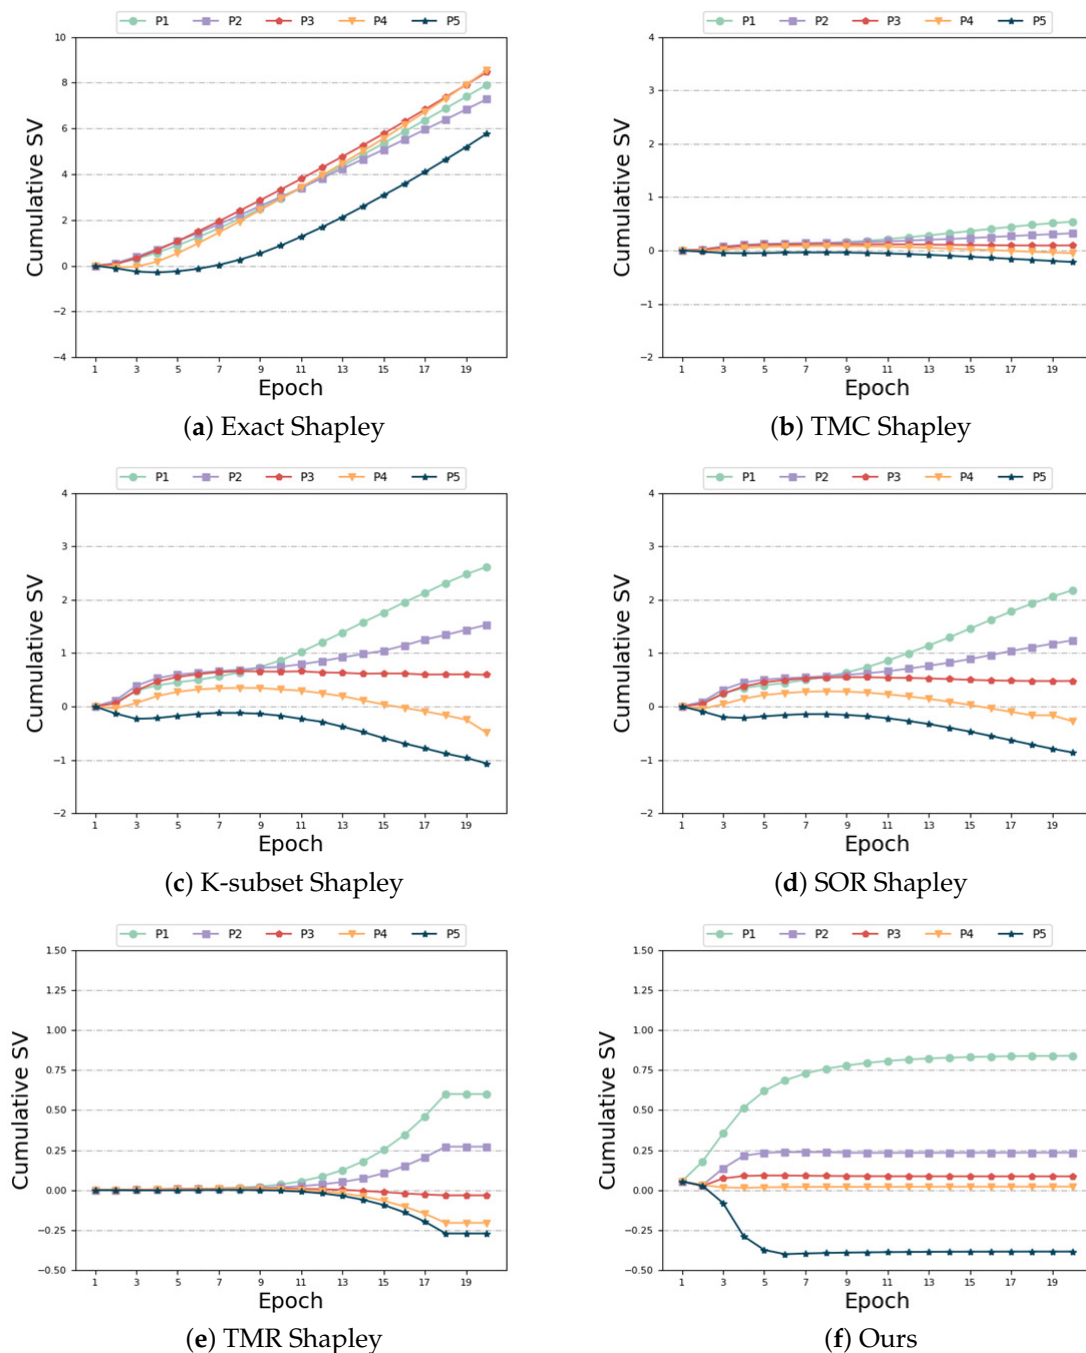 P1 P2 P3 P4 P5
10
8
6
4
2
0
−2
−4
Cumulative SV
1 3 5 7 9 11 13 15 17 19
Epoch
(a) Exact Shapley
P1 P2 P3 P4 P5
4
3
2
1
0
−1
−2
Cumulative SV
1 3 5 7 9 11 13 15 17 19
Epoch
(b) TMC Shapley
P1 P2 P3 P4 P5
4
3
2
1
0
−1
−2
Cumulative SV
1 3 5 7 9 11 13 15 17 19
Epoch
(c) K-subset Shapley
P1 P2 P3 P4 P5
4
3
2
1
0
−1
−2
Cumulative SV
1 3 5 7 9 11 13 15 17 19
Epoch
(d) SOR Shapley
P1 P2 P3 P4 P5
1.50
1.25
1.00
0.75
0.50
0.25
0.00
−0.25
−0.50
Cumulative SV
1 3 5 7 9 11 13 15 17 19
Epoch
(e) TMR Shapley
P1 P2 P3 P4 P5
1.50
1.25
1.00
0.75
0.50
0.25
0.00
−0.25
−0.50
Cumulative SV
1 3 5 7 9 11 13 15 17 19
Epoch
(f) Ours